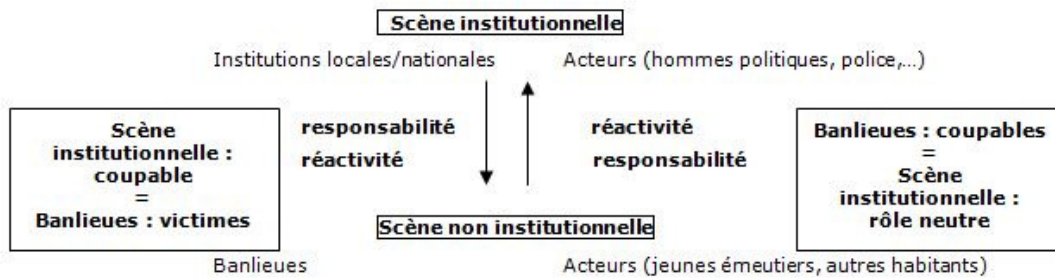 Scène institutionnelle
Institutions locales/nationales
Acteurs (hommes politiques, police,...)
Scène
institutionnelle :
coupable
=
Banlieues : victimes
responsabilité
réactivité
réactivité
responsabilité
Banlieues : coupables
=
Scène
institutionnelle :
rôle neutre
Scène non institutionnelle
Banlieues
Acteurs (jeunes émeutiers, autres habitants)